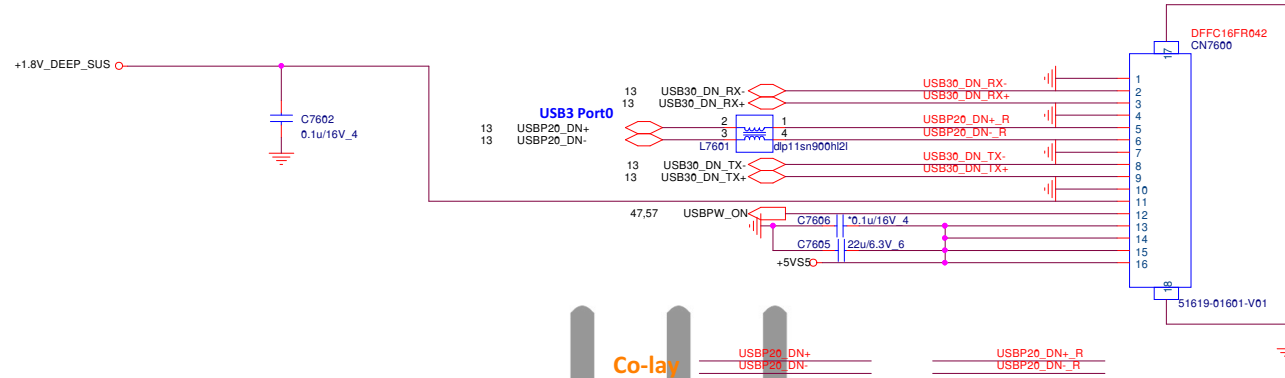 DFFC16FR042
CN7600
17
+1.8V_DEEP_SUS
C7602
0.1u/16V_4
USB3 Port0
13 USB30_DN_RX- USB30_DN_RX- 1
13 USB30_DN_RX+ USB30_DN_RX+ 2
3
4
13 USBP20_DN+ 2 1 USBP20_DN+_R 5
13 USBP20_DN- 3 4 USBP20_DN-_R 6
L7601 dlp11sn900hl2l 7
13 USB30_DN_TX- USB30_DN_TX- 8
13 USB30_DN_TX+ USB30_DN_TX+ 9
10
11
47,57 USBPW_ON 12
C7606 *0.1u/16V_4 13
14
C7605 22u/6.3V_6 15
+5VS5 16
18
51619-01601-V01
Co-lay
USBP20_DN+ USBP20_DN+_R
USBP20_DN- USBP20_DN-_R